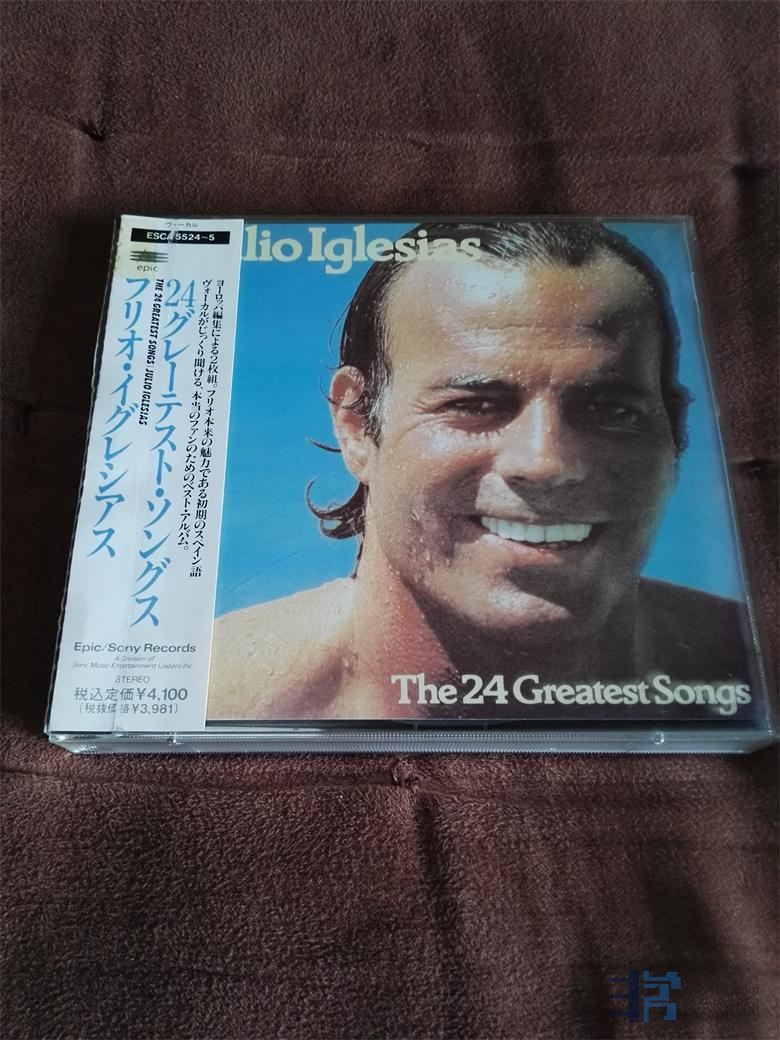 ヴォーカル
ESCA 5524~5
epic
24グレーテスト・ソングス
THE 24 GREATEST SONGS / JULIO IGLESIAS
フリオ・イグレシアス
ヨーロッパ編集による2枚組。フリオ本来の魅力である初期のスペイン語
ヴォーカルがじっくり聞ける、本当のファンのためのベスト・アルバム。
Epic/Sony Records
A Division of
Sony Music Entertainment (Japan) Inc.
STEREO
税込定価¥4,100
(税抜価格¥3,981)
lio Iglesias
The 24 Greatest Songs